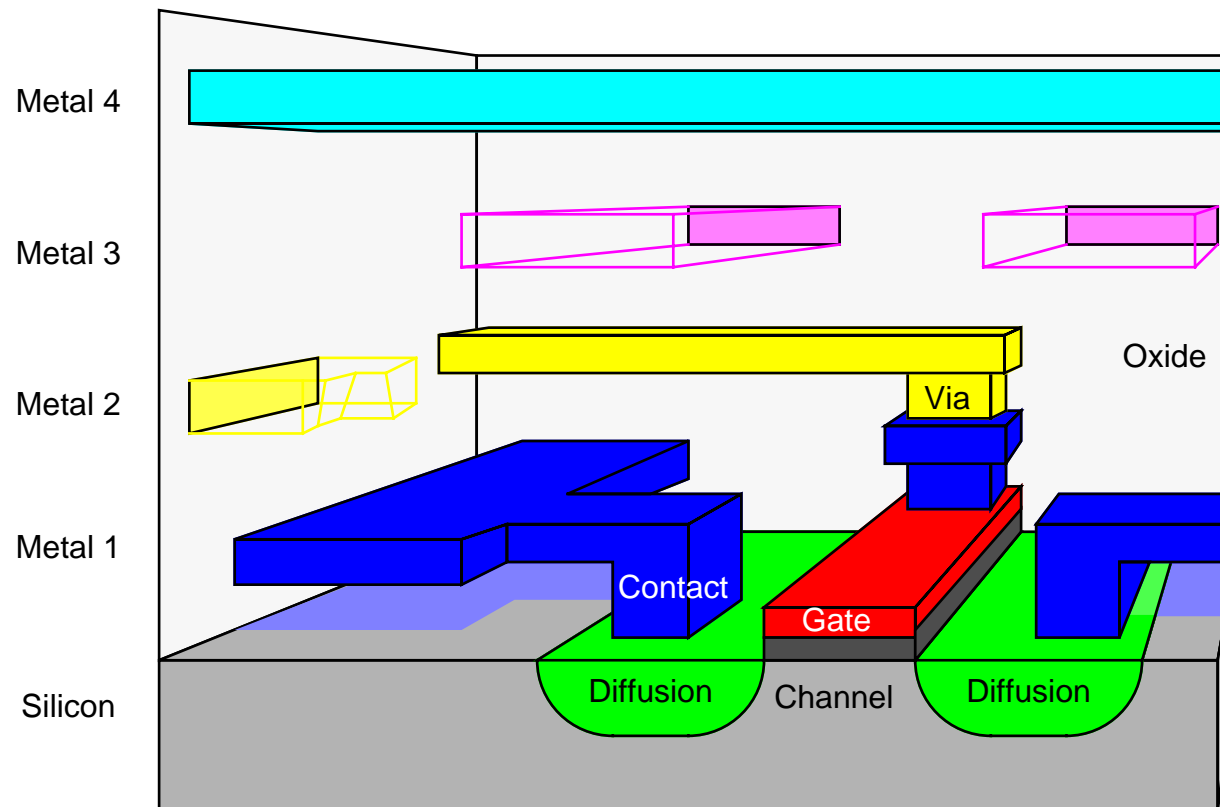 Metal 4
Metal 3
Oxide
Metal 2
Via
Metal 1
Contact
Gate
Silicon
Diffusion
Channel
Diffusion